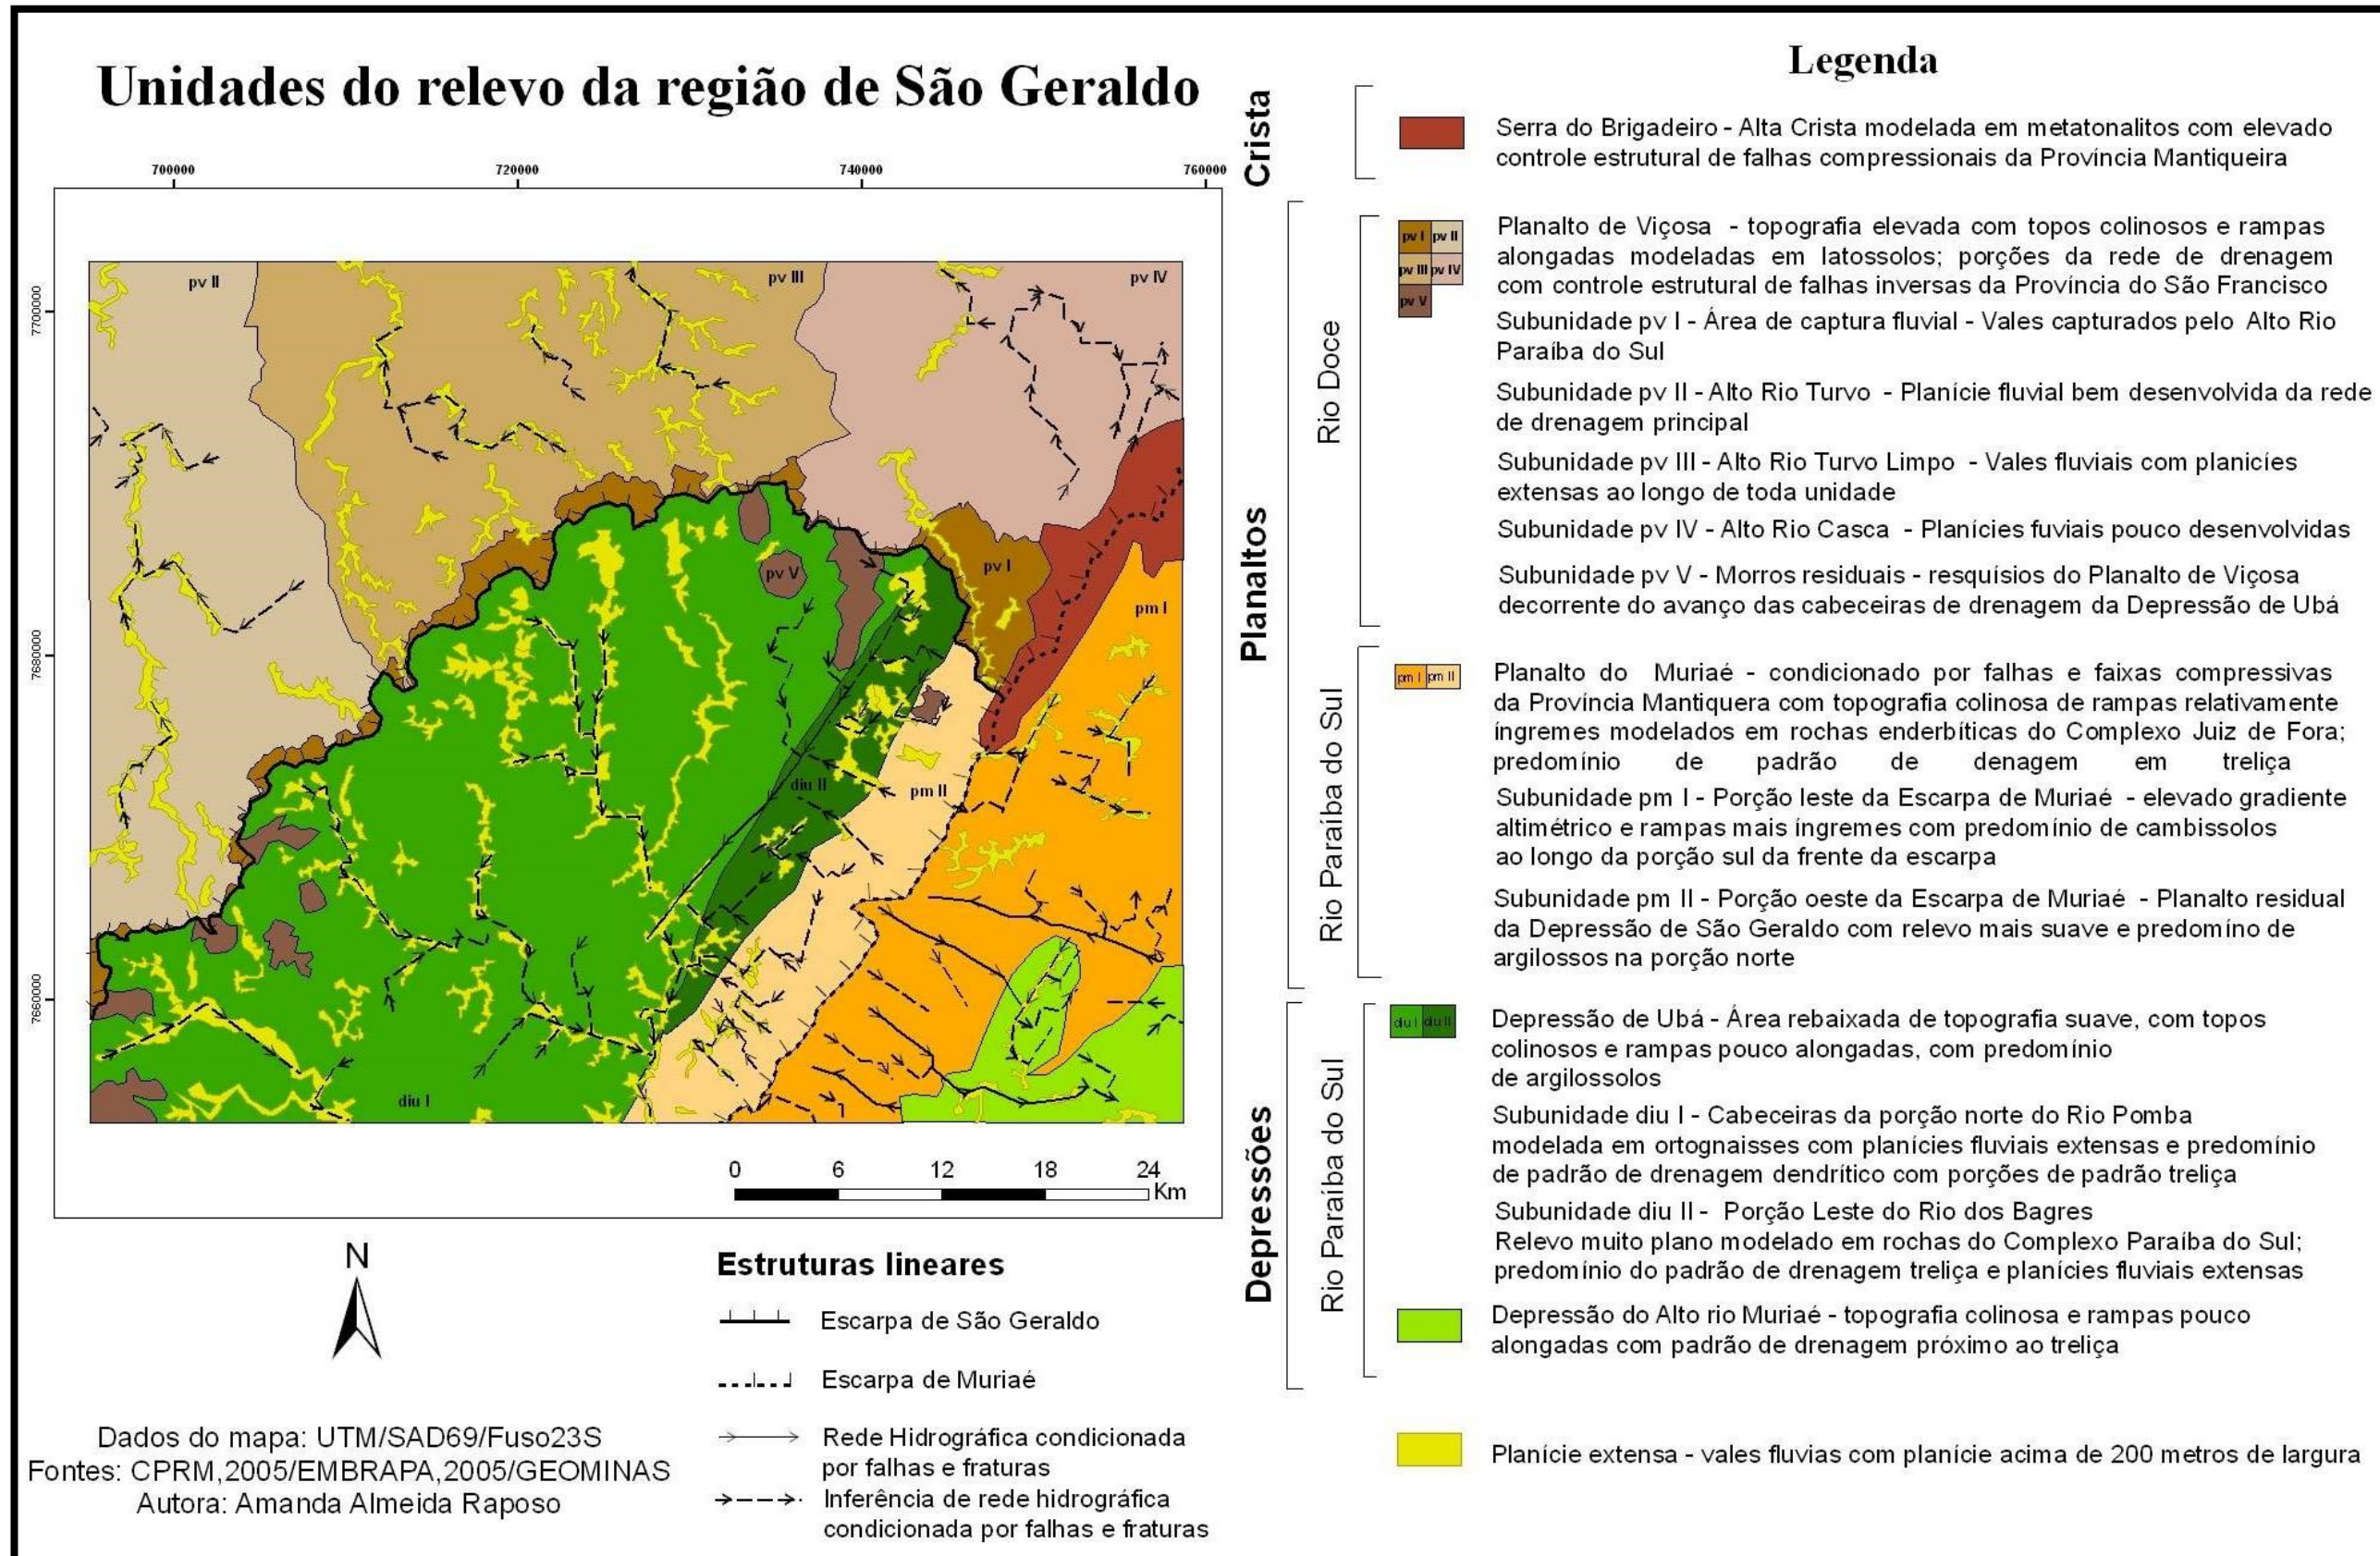 Unidades do relevo da região de São Geraldo
700000
720000
740000
760000
7700000
7680000
7660000
pv II
pv III
pv IV
pv I
pv V
pm I
diu II
pm II
diu I
0 6 12 18 24
Km
N
Estruturas lineares
Escarpa de São Geraldo
Escarpa de Muriaé
Rede Hidrográfica condicionada
por falhas e fraturas
Inferência de rede hidrográfica
condicionada por falhas e fraturas
Dados do mapa: UTM/SAD69/Fuso23S
Fontes: CPRM,2005/EMBRAPA,2005/GEOMINAS
Autora: Amanda Almeida Raposo
Legenda
Crista
Serra do Brigadeiro - Alta Crista modelada em metatonalitos com elevado
controle estrutural de falhas compressionais da Província Mantiqueira
Planaltos
Rio Doce
pv I pv II
pv III pv IV
pv V
Planalto de Viçosa - topografia elevada com topos colinosos e rampas
alongadas modeladas em latossolos; porções da rede de drenagem
com controle estrutural de falhas inversas da Província do São Francisco
Subunidade pv I - Área de captura fluvial - Vales capturados pelo Alto Rio
Paraíba do Sul
Subunidade pv II - Alto Rio Turvo - Planície fluvial bem desenvolvida da rede
de drenagem principal
Subunidade pv III - Alto Rio Turvo Limpo - Vales fluviais com planicíes
extensas ao longo de toda unidade
Subunidade pv IV - Alto Rio Casca - Planícies fuviais pouco desenvolvidas
Subunidade pv V - Morros residuais - resquísios do Planalto de Viçosa
decorrente do avanço das cabeceiras de drenagem da Depressão de Ubá
Rio Paraíba do Sul
pm I pm II
Planalto do Muriaé - condicionado por falhas e faixas compressivas
da Província Mantiquera com topografia colinosa de rampas relativamente
íngremes modelados em rochas enderbíticas do Complexo Juiz de Fora;
predomínio de padrão de denagem em treliça
Subunidade pm I - Porção leste da Escarpa de Muriaé - elevado gradiente
altimétrico e rampas mais íngremes com predomínio de cambissolos
ao longo da porção sul da frente da escarpa
Subunidade pm II - Porção oeste da Escarpa de Muriaé - Planalto residual
da Depressão de São Geraldo com relevo mais suave e predomíno de
argilossos na porção norte
Depressões
Rio Paraíba do Sul
diu I diu II
Depressão de Ubá - Área rebaixada de topografia suave, com topos
colinosos e rampas pouco alongadas, com predomínio
de argilossolos
Subunidade diu I - Cabeceiras da porção norte do Rio Pomba
modelada em ortognaisses com planícies fluviais extensas e predomínio
de padrão de drenagem dendrítico com porções de padrão treliça
Subunidade diu II - Porção Leste do Rio dos Bagres
Relevo muito plano modelado em rochas do Complexo Paraíba do Sul;
predomínio do padrão de drenagem treliça e planícies fluviais extensas
Depressão do Alto rio Muriaé - topografia colinosa e rampas pouco
alongadas com padrão de drenagem próximo ao treliça
Planície extensa - vales fluvias com planície acima de 200 metros de largura